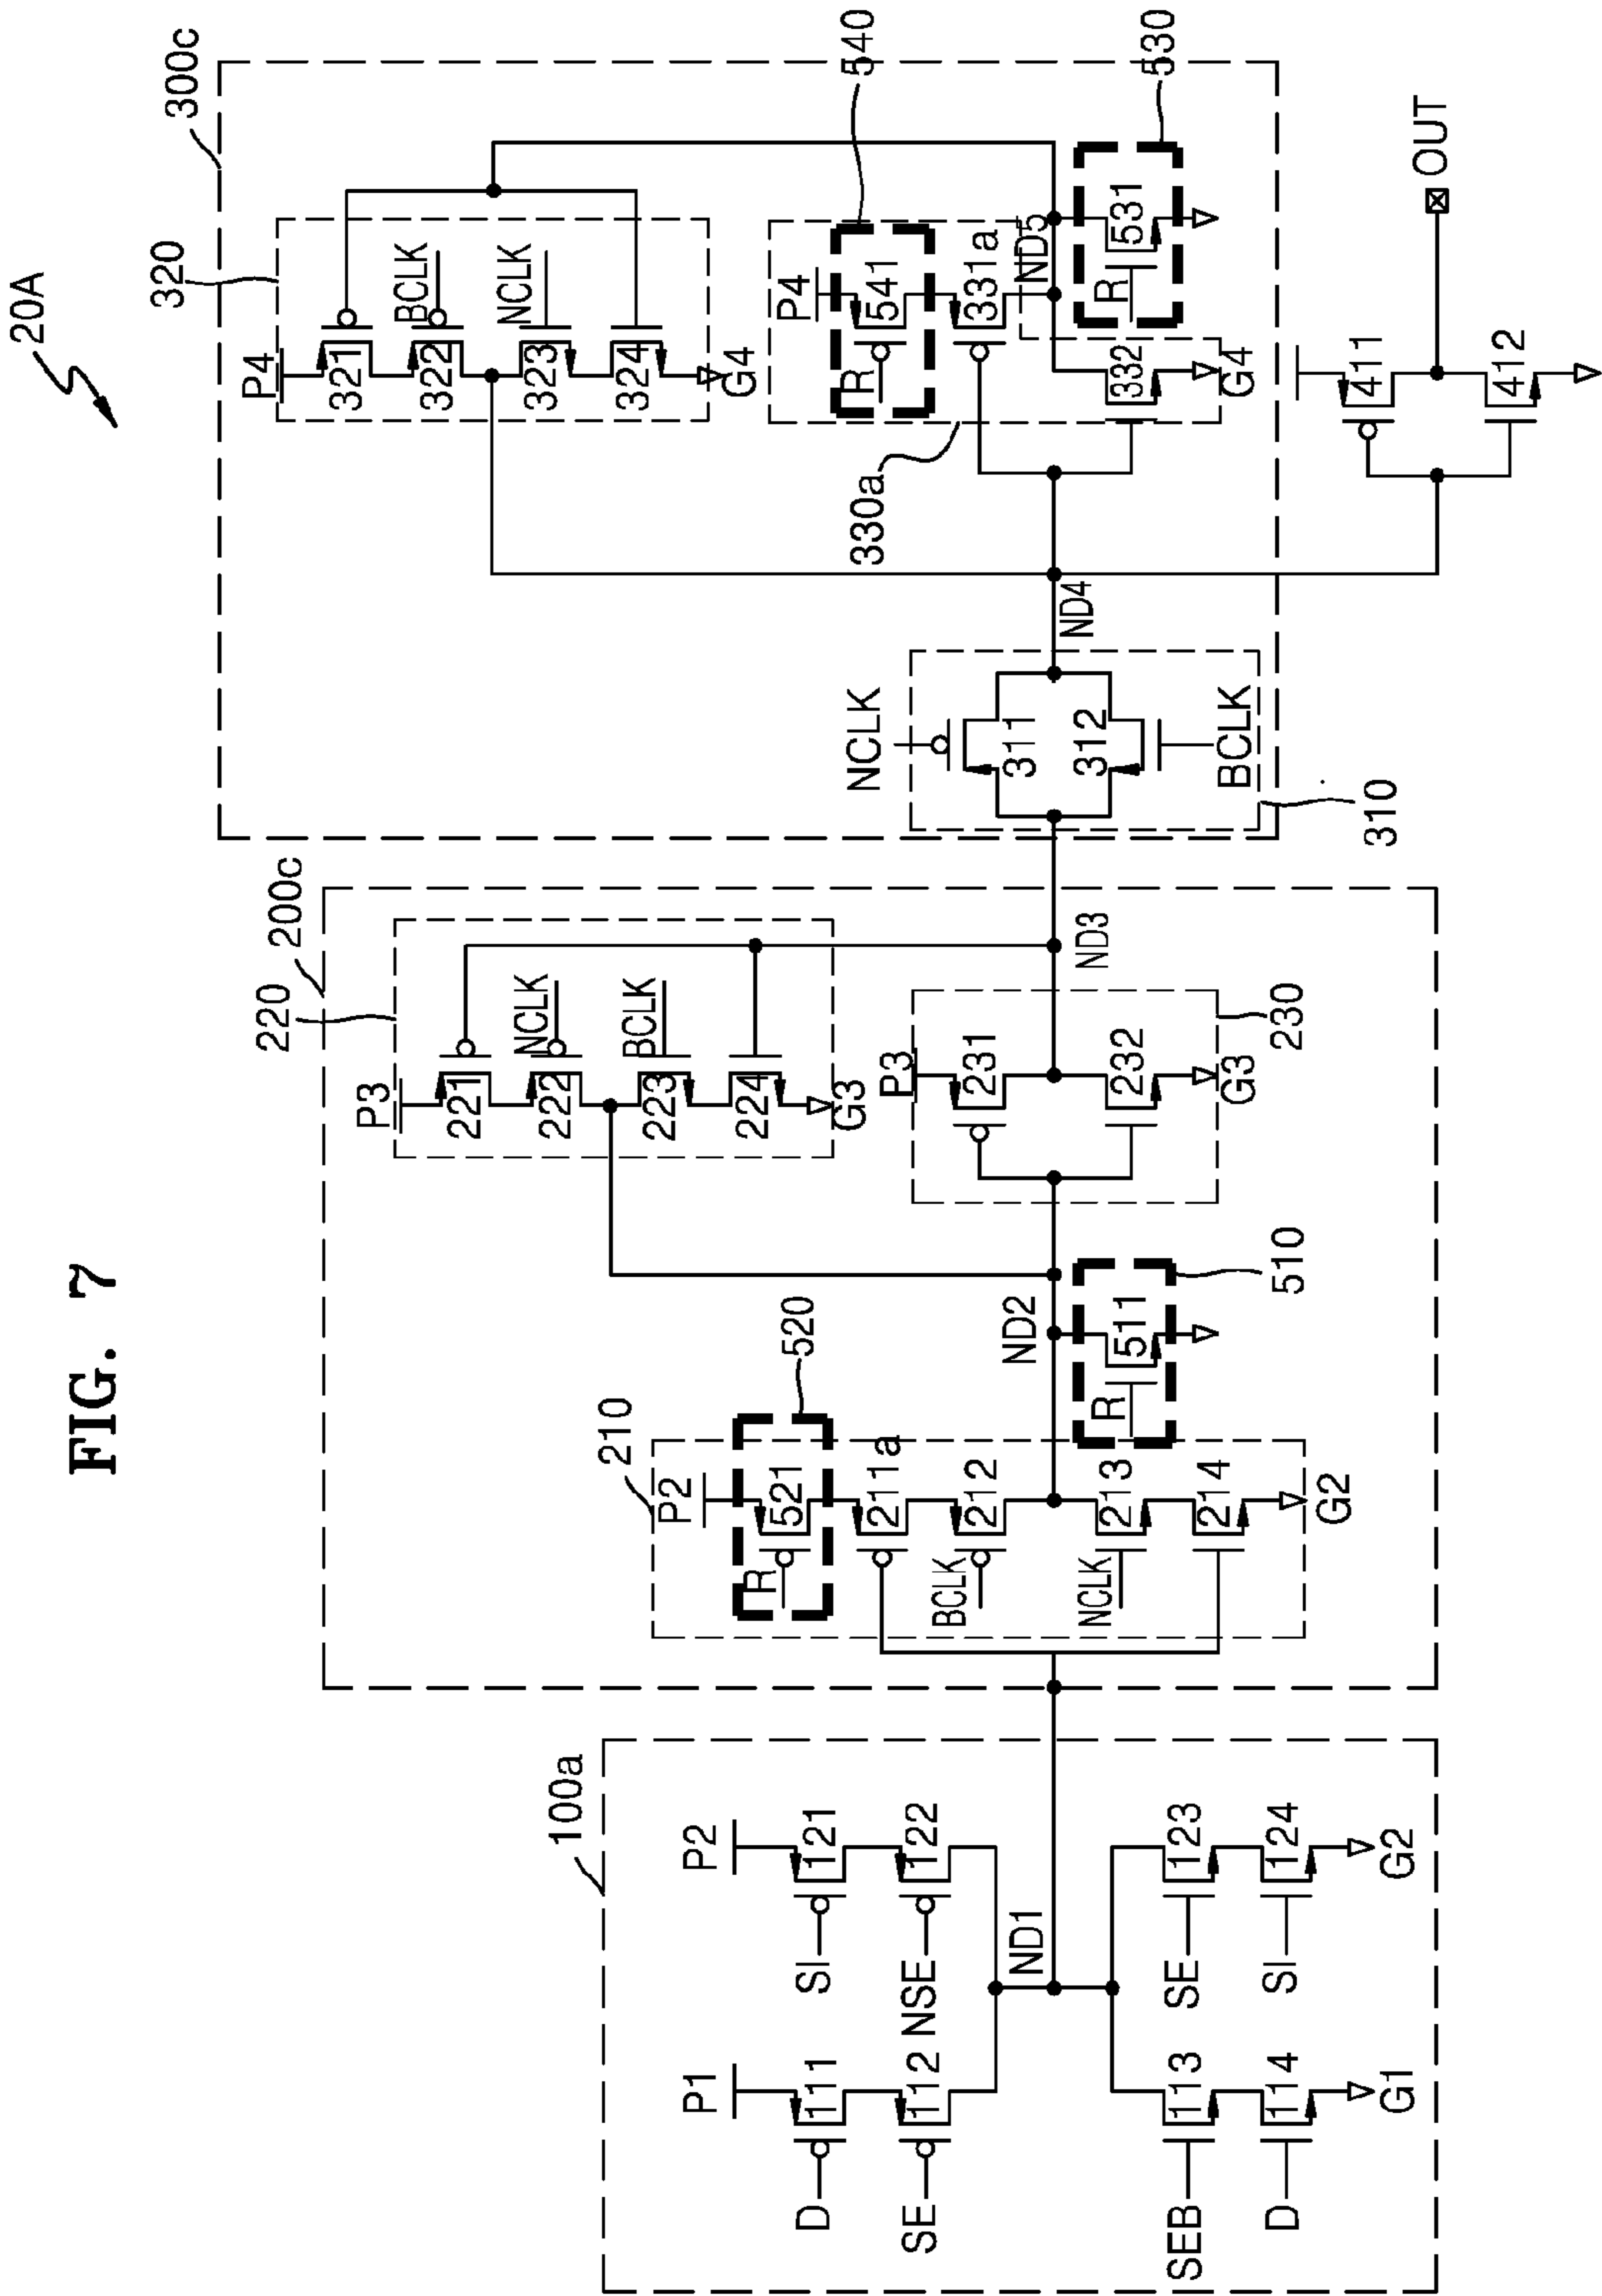 FIG. 7
20A
100a
P1
P2
D
111
SI
121
SE
112
NSE
122
ND1
SEB
113
SE
123
D
114
SI
124
G1
G2
200c
210
520
P2
R
521
211a
BCLK
212
ND2
NCLK
213
214
G2
R
511
510
220
P3
221
NCLK
222
BCLK
223
224
G3
P3
231
232
G3
230
ND3
300c
310
NCLK
311
312
BCLK
ND4
320
P4
321
BCLK
322
NCLK
323
324
G4
330a
540
P4
R
541
331a
ND5
332
G4
R
531
530
411
412
OUT